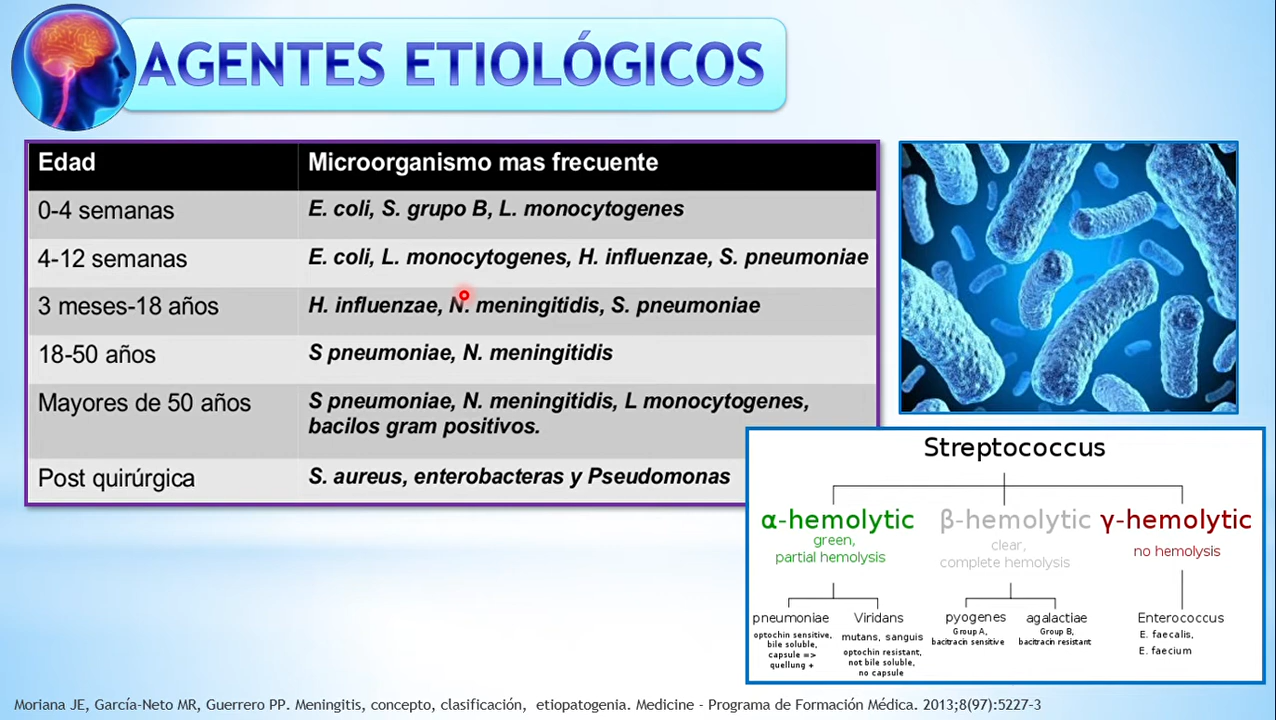 AGENTES ETIOLÓGICOS
Edad Microorganismo mas frecuente
0-4 semanas E. coli, S. grupo B, L. monocytogenes
4-12 semanas E. coli, L. monocytogenes, H. influenzae, S. pneumoniae
3 meses-18 años H. influenzae, N. meningitidis, S. pneumoniae
18-50 años S pneumoniae, N. meningitidis
Mayores de 50 años S pneumoniae, N. meningitidis, L monocytogenes,
bacilos gram positivos.
Post quirúrgica S. aureus, enterobacteras y Pseudomonas
Streptococcus
α-hemolytic β-hemolytic γ-hemolytic
green,
partial hemolysis
clear,
complete hemolysis
no hemolysis
pneumoniae
optochin sensitive,
bile soluble,
capsule =>
quellung +
Viridans
mutans, sanguis
optochin resistant,
not bile soluble,
no capsule
pyogenes
Group A,
bacitracin sensitive
agalactiae
Group B,
bacitracin resistant
Enterococcus
E. faecalis,
E. faecium
Moriana JE, García-Neto MR, Guerrero PP. Meningitis, concepto, clasificación, etiopatogenia. Medicine - Programa de Formación Médica. 2013;8(97):5227-3